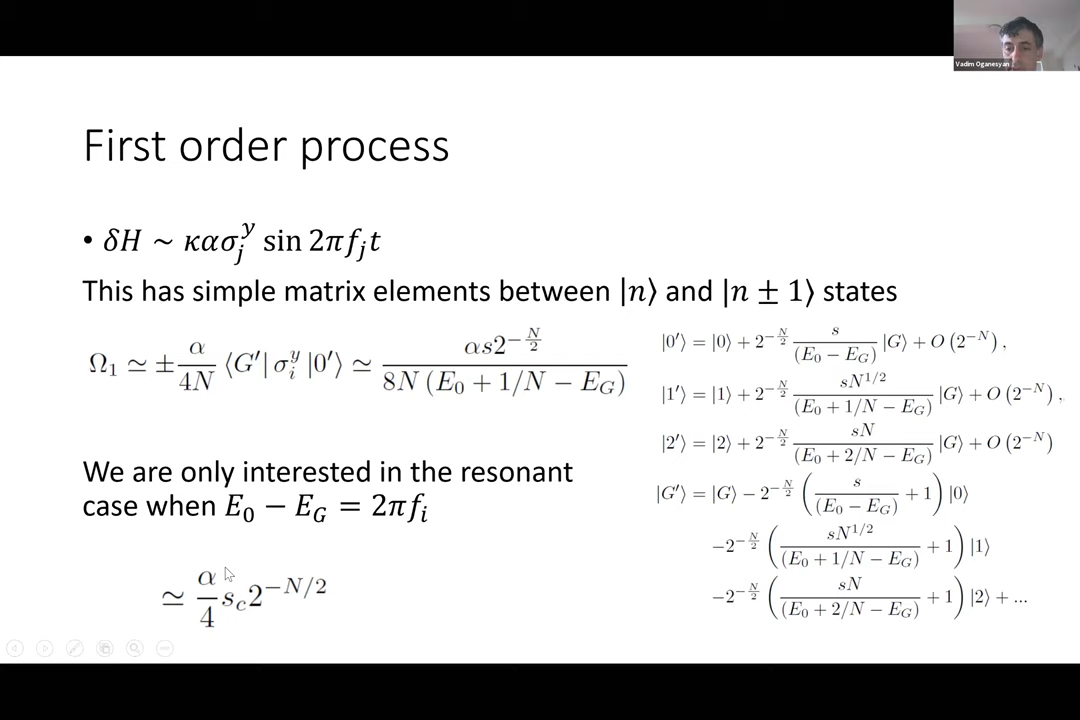 Vadim Oganesyan
First order process
• δH ~ κασⱼʸ sin 2πfⱼt
This has simple matrix elements between |n⟩ and |n ± 1⟩ states
Ω₁ ≃ ± α/4N ⟨G′| σᵢʸ |0′⟩ ≃ αs2^{-N/2} / 8N (E₀ + 1/N − E_G)
We are only interested in the resonant
case when E₀ − E_G = 2πfᵢ
≃ α/4 s_c 2^{−N/2}
|0′⟩ = |0⟩ + 2^{−N/2} s/(E₀ − E_G) |G⟩ + O (2^{−N}) ,
|1′⟩ = |1⟩ + 2^{−N/2} sN^{1/2}/(E₀ + 1/N − E_G) |G⟩ + O (2^{−N}) ,
|2′⟩ = |2⟩ + 2^{−N/2} sN/(E₀ + 2/N − E_G) |G⟩ + O (2^{−N})
|G′⟩ = |G⟩ − 2^{−N/2} ( s/(E₀ − E_G) + 1 ) |0⟩
−2^{−N/2} ( sN^{1/2}/(E₀ + 1/N − E_G) + 1 ) |1⟩
−2^{−N/2} ( sN/(E₀ + 2/N − E_G) + 1 ) |2⟩ + ...